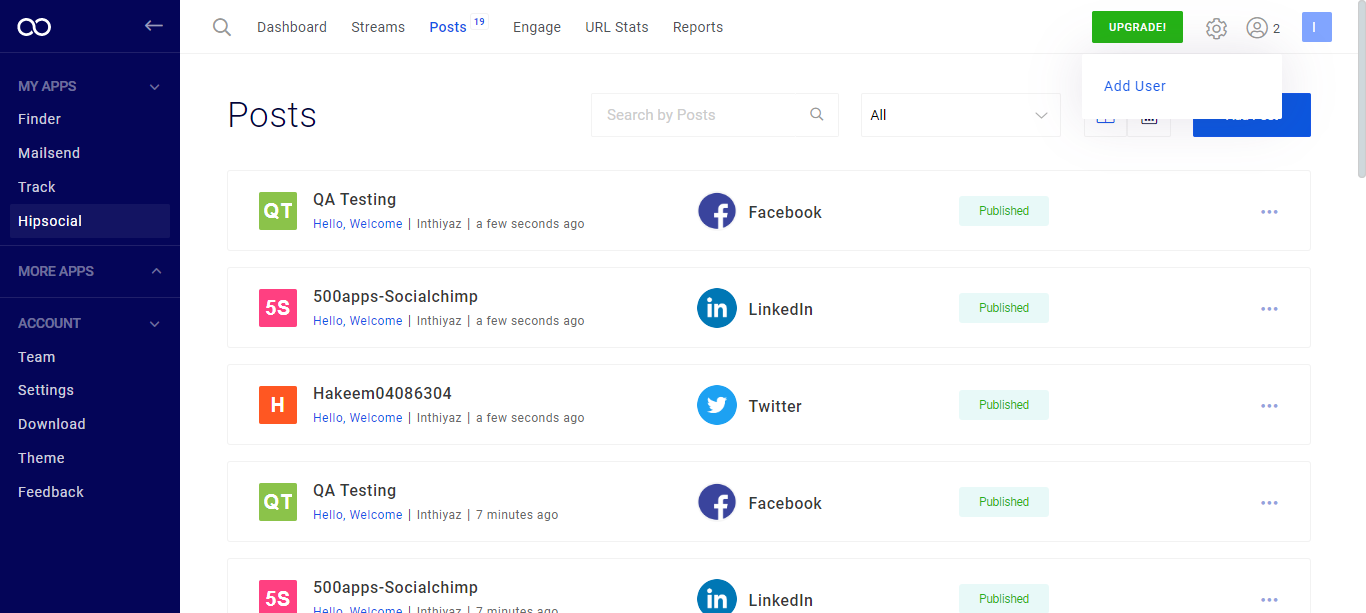 Dashboard Streams Posts 19 Engage URL Stats Reports UPGRADE! 2 I
Add User
MY APPS
Finder
Mailsend
Track
Hipsocial
MORE APPS
ACCOUNT
Team
Settings
Download
Theme
Feedback
Posts Search by Posts All
QT QA Testing
Hello, Welcome | Inthiyaz | a few seconds ago
Facebook Published
5S 500apps-Socialchimp
Hello, Welcome | Inthiyaz | a few seconds ago
LinkedIn Published
H Hakeem04086304
Hello, Welcome | Inthiyaz | a few seconds ago
Twitter Published
QT QA Testing
Hello, Welcome | Inthiyaz | 7 minutes ago
Facebook Published
5S 500apps-Socialchimp
Hello, Welcome | Inthiyaz | 7 minutes ago
LinkedIn Published